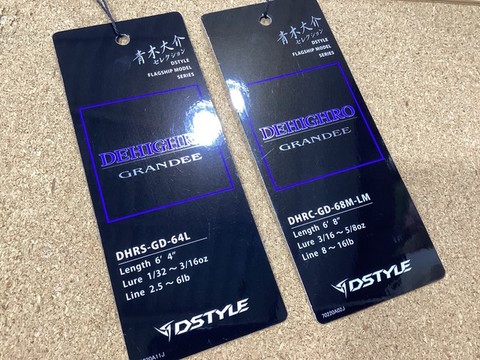 青木大介
セレクション
DSTYLE
FLAGSHIP MODEL
SERIES
DEHIGHRO
GRANDEE
DHRS-GD-64L
Length 6' 4"
Lure 1/32 ～ 3/16oz
Line 2.5 ～ 6lb
DSTYLE
青木大介
セレクション
DSTYLE
FLAGSHIP MODEL
SERIES
DEHIGHRO
GRANDEE
DHRC-GD-68M-LM
Length 6' 8"
Lure 3/16 ～ 5/8oz
Line 8 ～ 16lb
DSTYLE